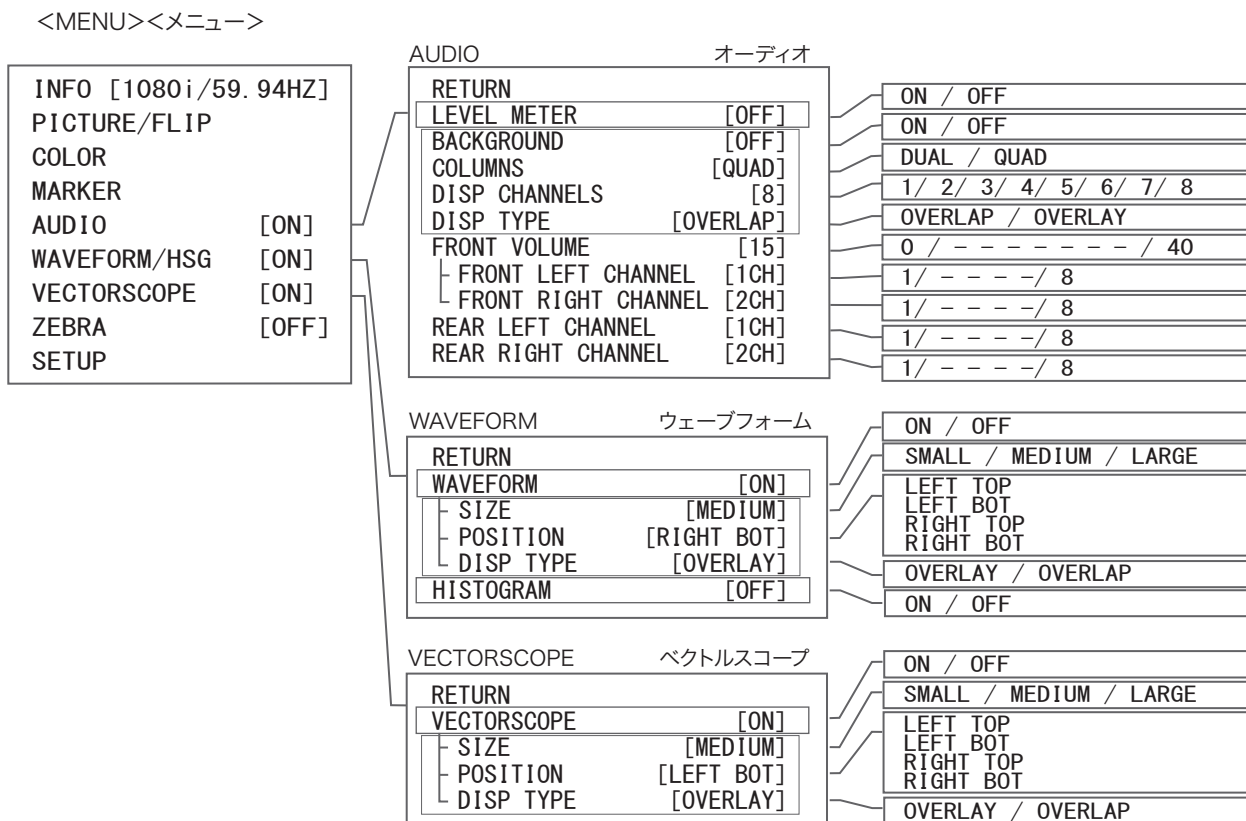 <MENU><メニュー>
INFO [1080i/59.94HZ]
PICTURE/FLIP
COLOR
MARKER
AUDIO [ON]
WAVEFORM/HSG [ON]
VECTORSCOPE [ON]
ZEBRA [OFF]
SETUP
AUDIO オーディオ
RETURN
LEVEL METER [OFF]
BACKGROUND [OFF]
COLUMNS [QUAD]
DISP CHANNELS [8]
DISP TYPE [OVERLAP]
FRONT VOLUME [15]
FRONT LEFT CHANNEL [1CH]
FRONT RIGHT CHANNEL [2CH]
REAR LEFT CHANNEL [1CH]
REAR RIGHT CHANNEL [2CH]
ON / OFF
ON / OFF
DUAL / QUAD
1/ 2/ 3/ 4/ 5/ 6/ 7/ 8
OVERLAP / OVERLAY
0 / - - - - - - - / 40
1/ - - - -/ 8
1/ - - - -/ 8
1/ - - - -/ 8
1/ - - - -/ 8
WAVEFORM ウェーブフォーム
RETURN
WAVEFORM [ON]
SIZE [MEDIUM]
POSITION [RIGHT BOT]
DISP TYPE [OVERLAY]
HISTOGRAM [OFF]
ON / OFF
SMALL / MEDIUM / LARGE
LEFT TOP
LEFT BOT
RIGHT TOP
RIGHT BOT
OVERLAY / OVERLAP
ON / OFF
VECTORSCOPE ベクトルスコープ
RETURN
VECTORSCOPE [ON]
SIZE [MEDIUM]
POSITION [LEFT BOT]
DISP TYPE [OVERLAY]
ON / OFF
SMALL / MEDIUM / LARGE
LEFT TOP
LEFT BOT
RIGHT TOP
RIGHT BOT
OVERLAY / OVERLAP